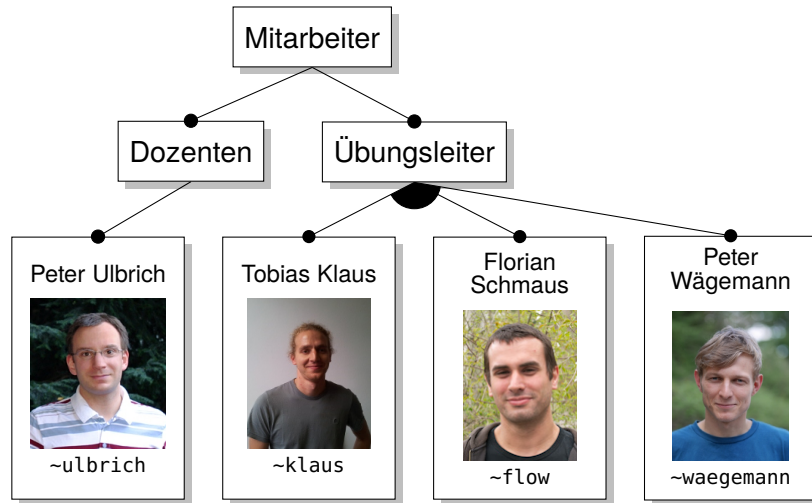 Mitarbeiter
Dozenten
Übungsleiter
Peter Ulbrich
~ulbrich
Tobias Klaus
~klaus
Florian
Schmaus
~flow
Peter
Wägemann
~waegemann